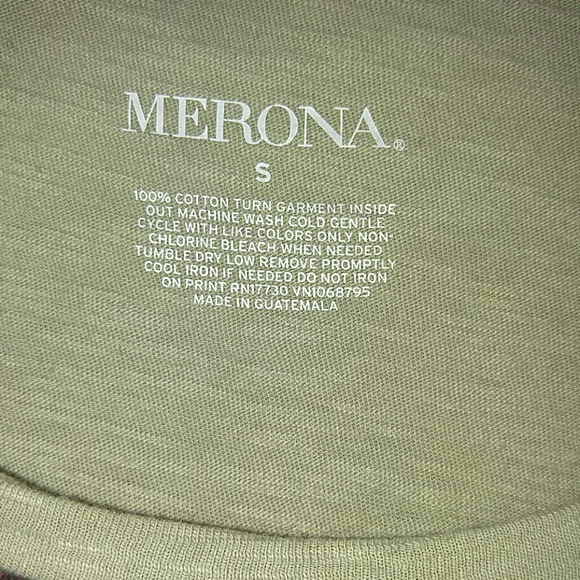 MERONA®
S
100% COTTON TURN GARMENT INSIDE
OUT MACHINE WASH COLD GENTLE
CYCLE WITH LIKE COLORS ONLY NON-
CHLORINE BLEACH WHEN NEEDED
TUMBLE DRY LOW REMOVE PROMPTLY
COOL IRON IF NEEDED DO NOT IRON
ON PRINT RN17730 VN1068795
MADE IN GUATEMALA